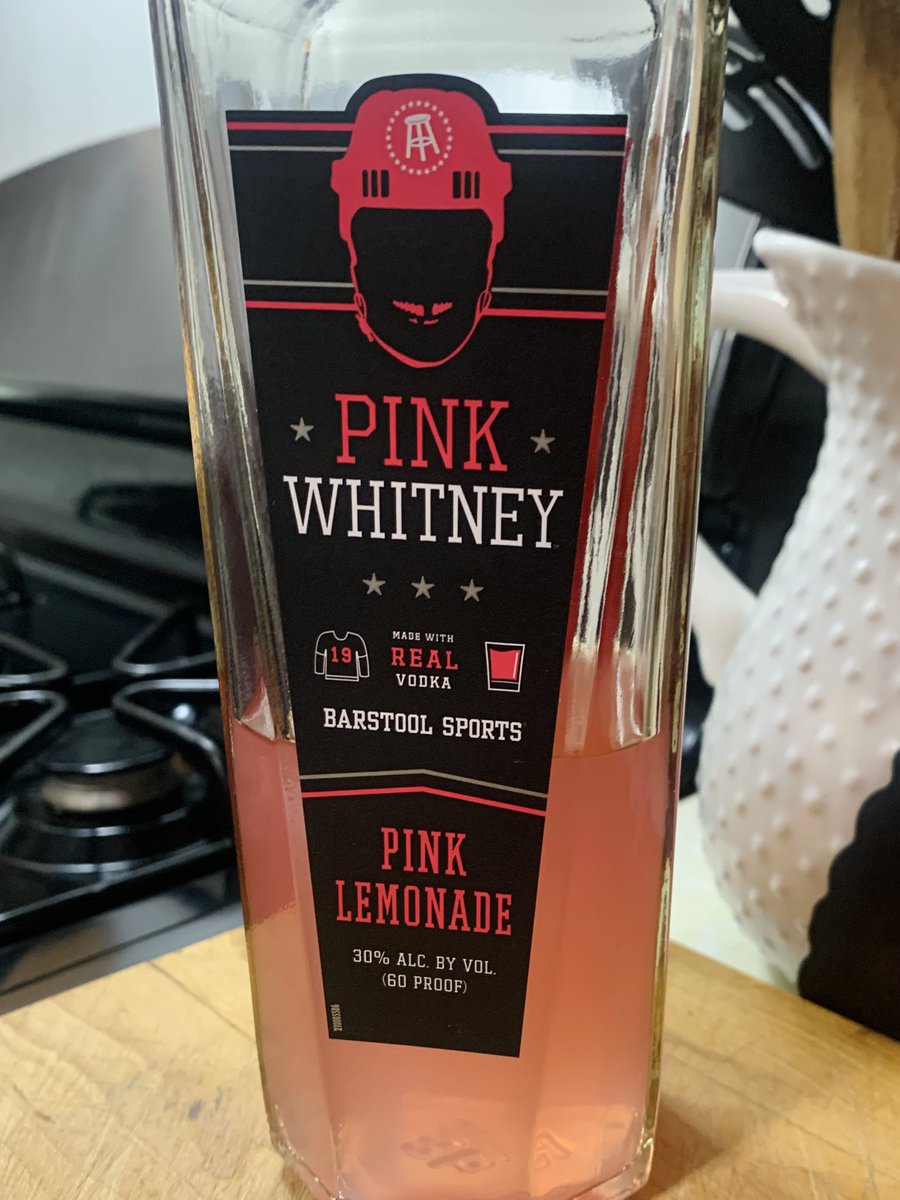 PINK
WHITNEY
19
MADE WITH
REAL
VODKA
BARSTOOL SPORTS
PINK
LEMONADE
30% ALC. BY VOL.
(60 PROOF)